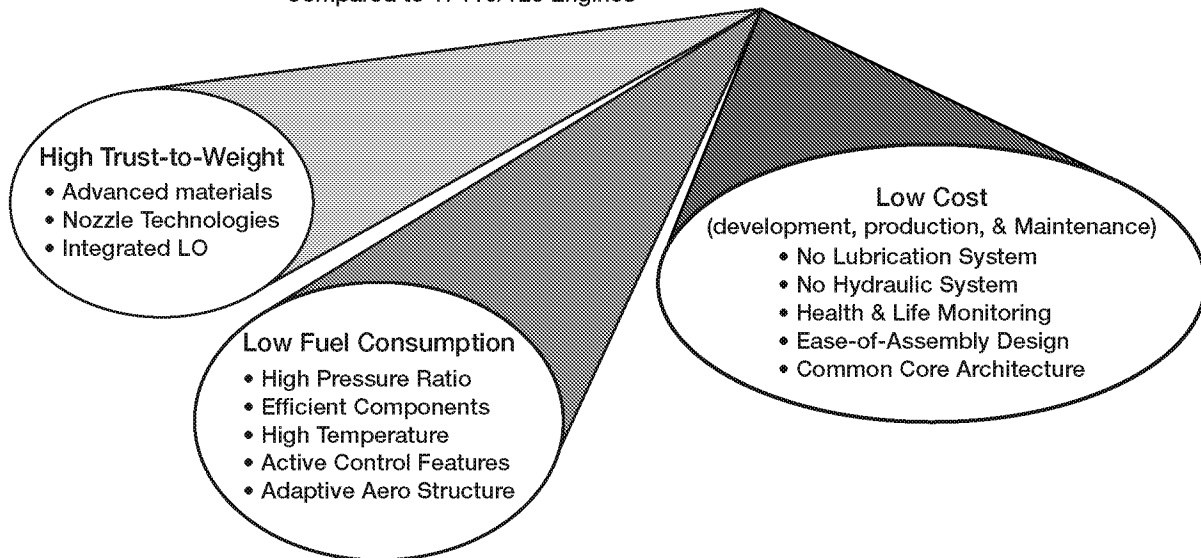 High Trust-to-Weight
• Advanced materials
• Nozzle Technologies
• Integrated LO
Low Fuel Consumption
• High Pressure Ratio
• Efficient Components
• High Temperature
• Active Control Features
• Adaptive Aero Structure
Low Cost
(development, production, & Maintenance)
• No Lubrication System
• No Hydraulic System
• Health & Life Monitoring
• Ease-of-Assembly Design
• Common Core Architecture